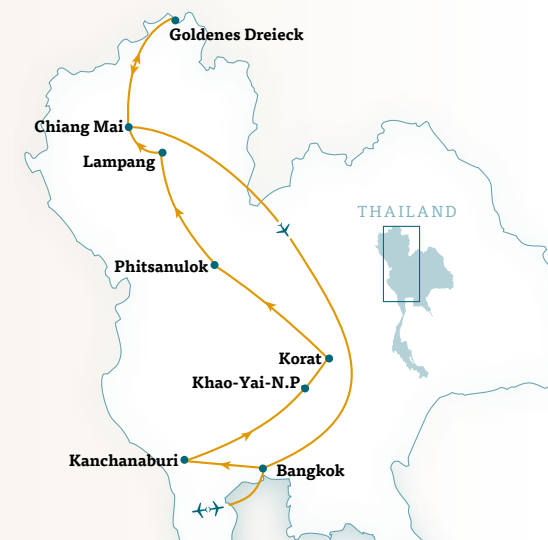 Goldenes Dreieck
Chiang Mai
Lampang
THAILAND
Phitsanulok
Korat
Khao-Yai-N.P
Kanchanaburi
Bangkok